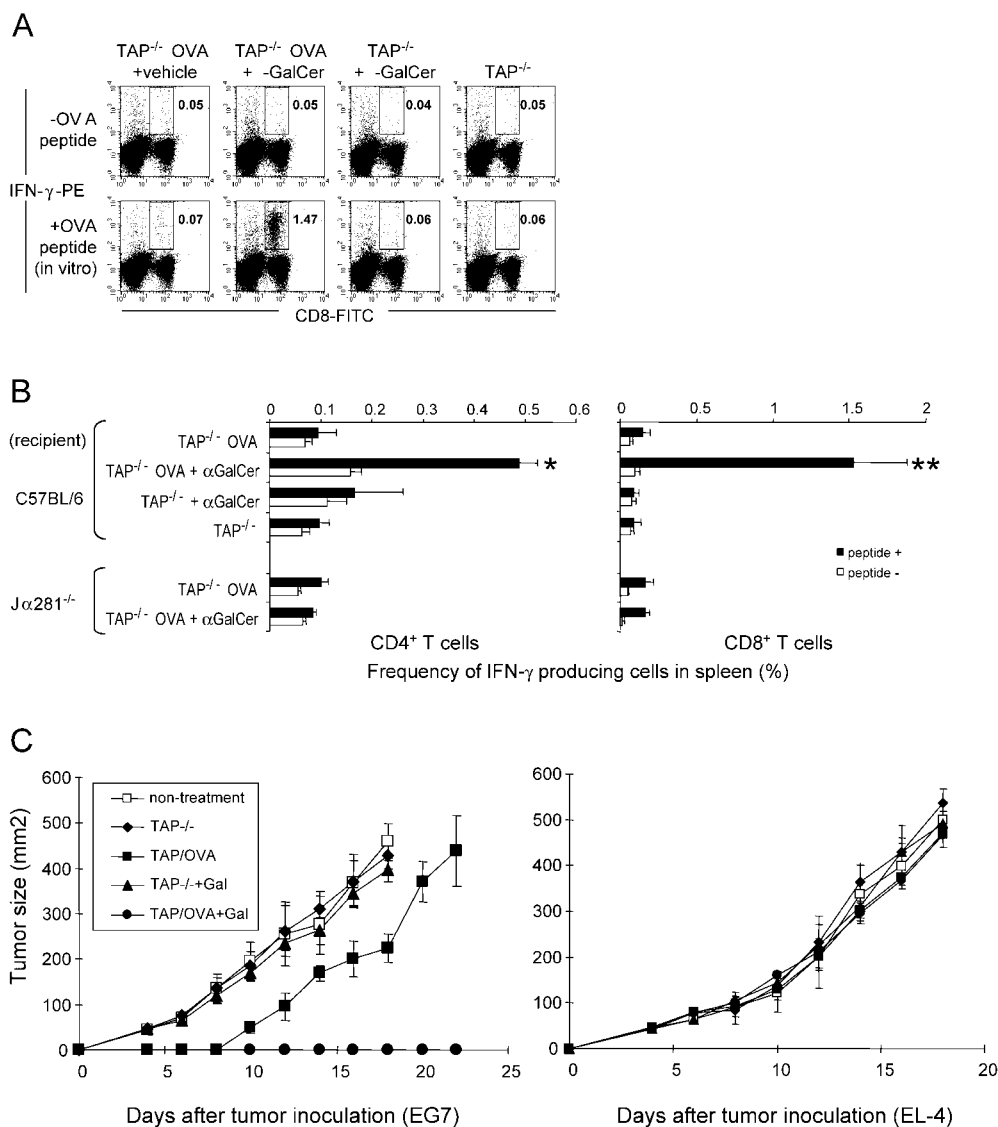 A
TAP-/- OVA
+vehicle
TAP-/- OVA
+ -GalCer
TAP-/-
+ -GalCer
TAP-/-
-OV A
peptide
0.05
0.05
0.04
0.05
IFN-γ-PE
+OVA
peptide
(in vitro)
0.07
1.47
0.06
0.06
CD8-FITC
B
0 0.1 0.2 0.3 0.4 0.5 0.6
0 0.5 1 1.5 2
(recipient)
C57BL/6
TAP-/- OVA
TAP-/- OVA + αGalCer
*
**
TAP-/- + αGalCer
TAP-/-
peptide +
peptide -
Jα281-/-
TAP-/- OVA
TAP-/- OVA + αGalCer
CD4+ T cells
CD8+ T cells
Frequency of IFN-γ producing cells in spleen (%)
C
Tumor size (mm2)
600
500
400
300
200
100
0
non-treatment
TAP-/-
TAP/OVA
TAP-/-+Gal
TAP/OVA+Gal
0 5 10 15 20 25
Days after tumor inoculation (EG7)
600
500
400
300
200
100
0
0 5 10 15 20
Days after tumor inoculation (EL-4)